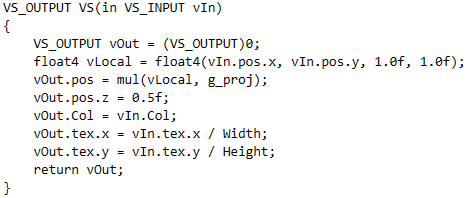 VS_OUTPUT VS(in VS_INPUT vIn)
{
    VS_OUTPUT vOut = (VS_OUTPUT)0;
    float4 vLocal = float4(vIn.pos.x, vIn.pos.y, 1.0f, 1.0f);
    vOut.pos = mul(vLocal, g_proj);
    vOut.pos.z = 0.5f;
    vOut.Col = vIn.Col;
    vOut.tex.x = vIn.tex.x / Width;
    vOut.tex.y = vIn.tex.y / Height;
    return vOut;
}